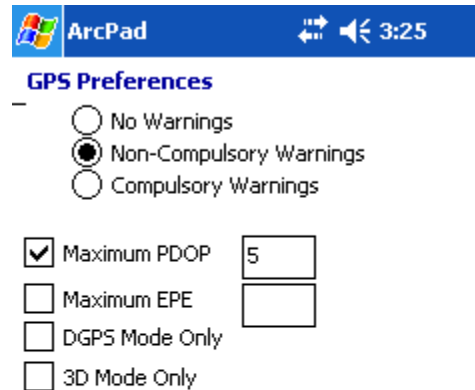 ArcPad 3:25
GPS Preferences
No Warnings
Non-Compulsory Warnings
Compulsory Warnings
Maximum PDOP 5
Maximum EPE
DGPS Mode Only
3D Mode Only